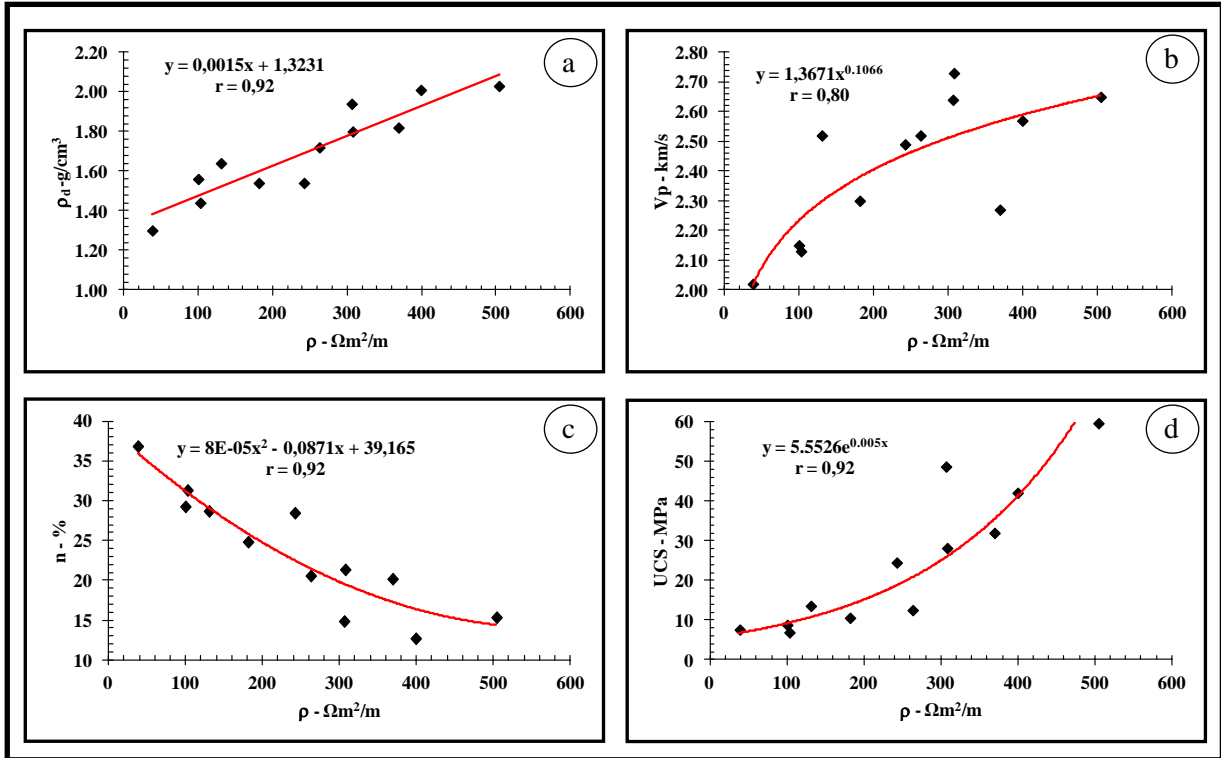 a
2.20
2.00
1.80
1.60
1.40
1.20
1.00
ρd -g/cm³
y = 0,0015x + 1,3231
r = 0,92
0 100 200 300 400 500 600
ρ - Ωm²/m
b
2.80
2.70
2.60
2.50
2.40
2.30
2.20
2.10
2.00
Vp - km/s
y = 1,3671x^0.1066
r = 0,80
0 100 200 300 400 500 600
ρ - Ωm²/m
c
40
35
30
25
20
15
10
n - %
y = 8E-05x² - 0,0871x + 39,165
r = 0,92
0 100 200 300 400 500 600
ρ - Ωm²/m
d
60
50
40
30
20
10
0
UCS - MPa
y = 5.5526e^0.005x
r = 0,92
0 100 200 300 400 500 600
ρ - Ωm²/m